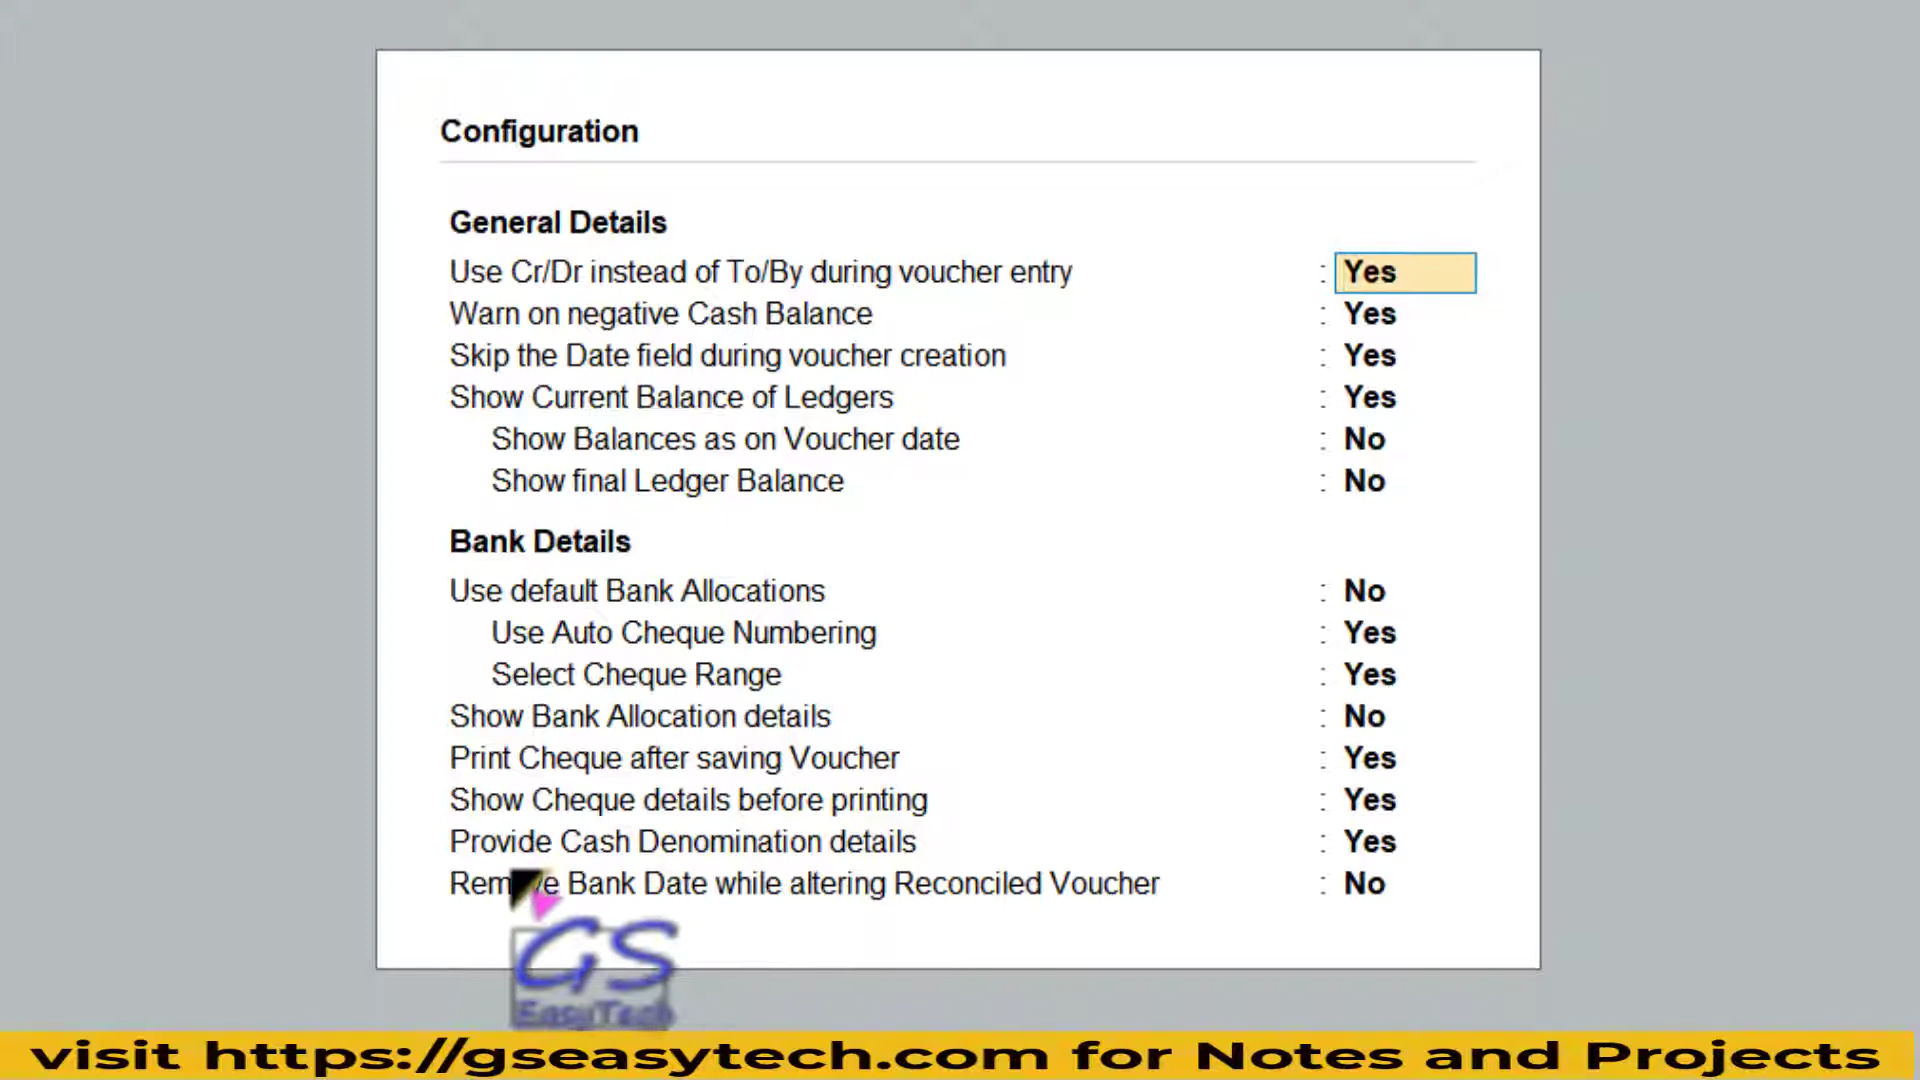 Configuration
General Details
Use Cr/Dr instead of To/By during voucher entry : Yes
Warn on negative Cash Balance : Yes
Skip the Date field during voucher creation : Yes
Show Current Balance of Ledgers : Yes
Show Balances as on Voucher date : No
Show final Ledger Balance : No
Bank Details
Use default Bank Allocations : No
Use Auto Cheque Numbering : Yes
Select Cheque Range : Yes
Show Bank Allocation details : No
Print Cheque after saving Voucher : Yes
Show Cheque details before printing : Yes
Provide Cash Denomination details : Yes
Remove Bank Date while altering Reconciled Voucher : No
GS
EasyTech
visit https://gseasytech.com for Notes and Projects